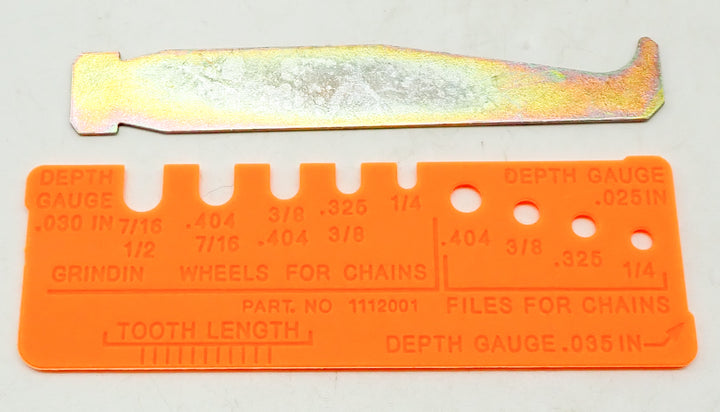 DEPTH GAUGE .030 IN
7/16 1/2
.404 7/16
3/8 .404
.325 3/8
1/4
GRINDIN WHEELS FOR CHAINS
DEPTH GAUGE .025IN
.404 3/8 .325 1/4
FILES FOR CHAINS
PART. NO 1112001
TOOTH LENGTH
DEPTH GAUGE .035IN